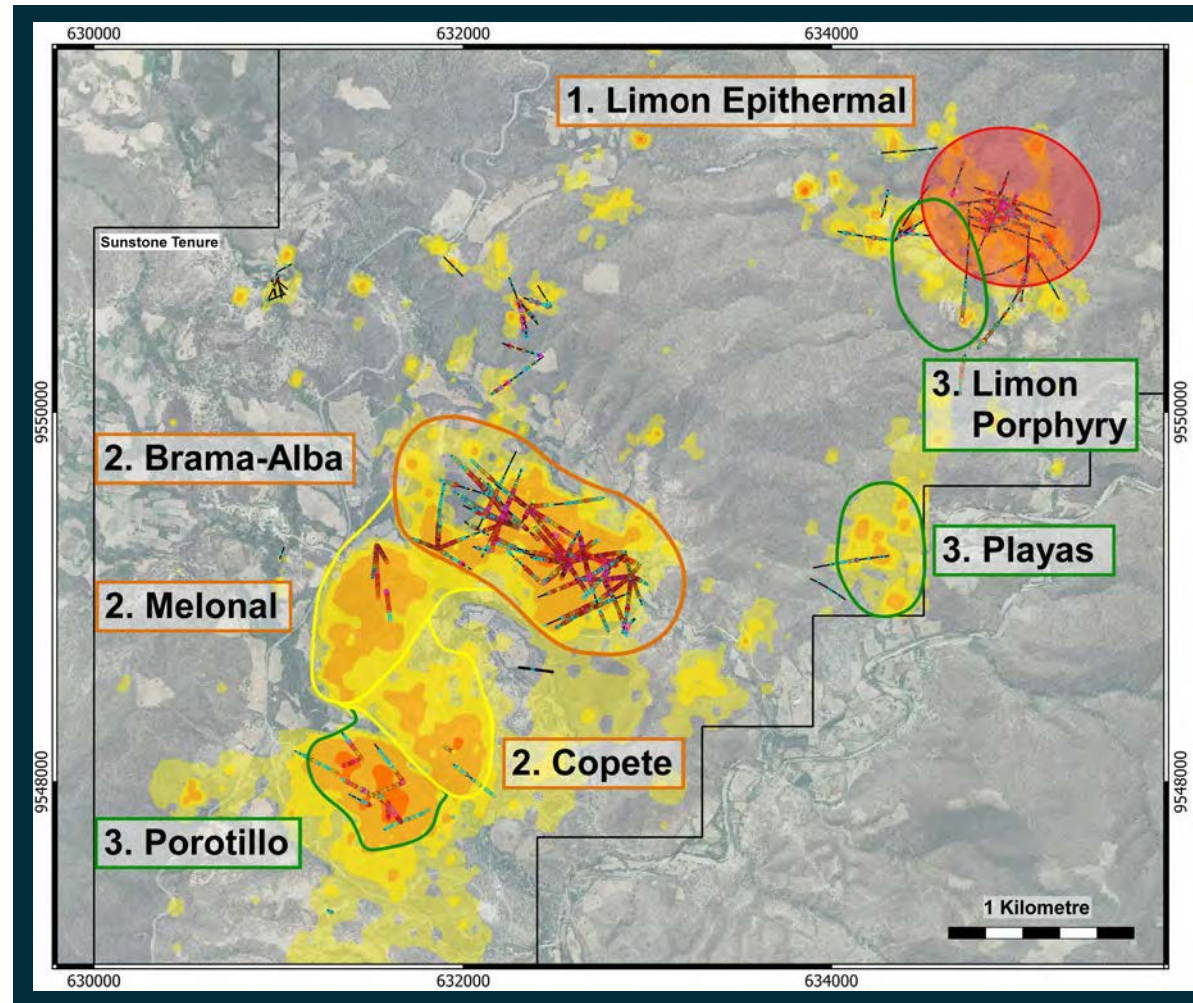 630000
632000
634000
1. Limon Epithermal
Sunstone Tenure
9550000
9550000
3. Limon
Porphyry
2. Brama-Alba
3. Playas
2. Melonal
2. Copete
9548000
9548000
3. Porotillo
1 Kilometre
630000
632000
634000